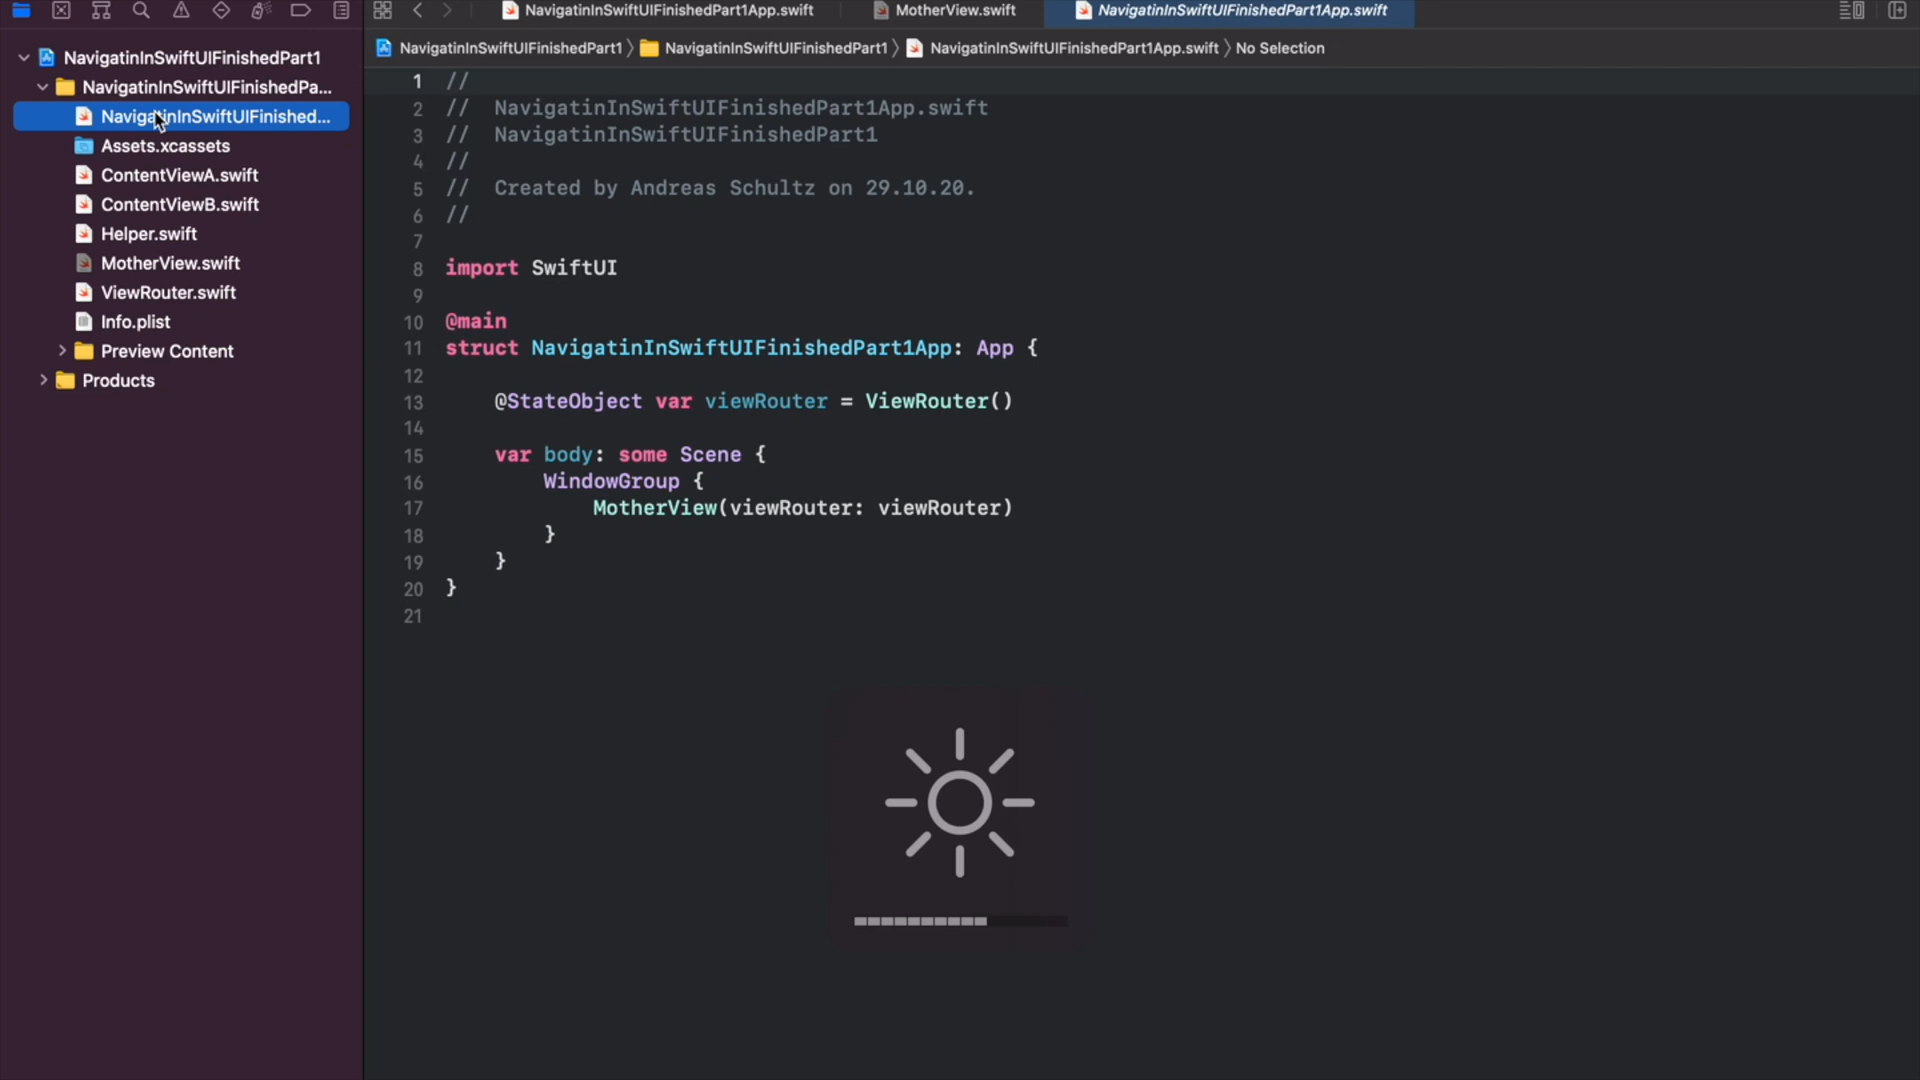 NavigatinInSwiftUIFinishedPart1App.swift
MotherView.swift
NavigatinInSwiftUIFinishedPart1App.swift
NavigatinInSwiftUIFinishedPart1
NavigatinInSwiftUIFinishedPart1
NavigatinInSwiftUIFinishedPart1App.swift
No Selection
NavigatinInSwiftUIFinishedPart1
NavigatinInSwiftUIFinishedPa...
NavigatinInSwiftUIFinished...
Assets.xcassets
ContentViewA.swift
ContentViewB.swift
Helper.swift
MotherView.swift
ViewRouter.swift
Info.plist
Preview Content
Products
1 //
2 // NavigatinInSwiftUIFinishedPart1App.swift
3 // NavigatinInSwiftUIFinishedPart1
4 //
5 // Created by Andreas Schultz on 29.10.20.
6 //
7
8 import SwiftUI
9
10 @main
11 struct NavigatinInSwiftUIFinishedPart1App: App {
12
13 @StateObject var viewRouter = ViewRouter()
14
15 var body: some Scene {
16 WindowGroup {
17 MotherView(viewRouter: viewRouter)
18 }
19 }
20 }
21